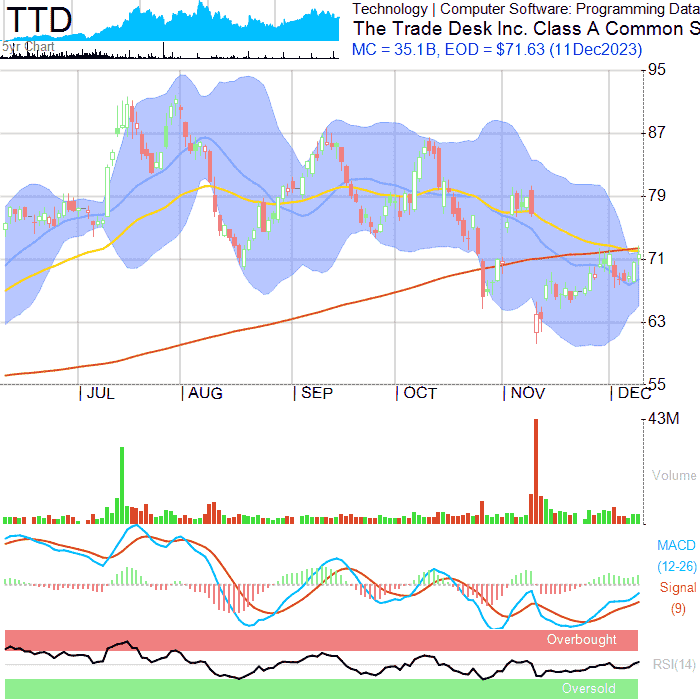 TTD
5yr Chart
Technology | Computer Software: Programming Data
The Trade Desk Inc. Class A Common S
MC = 35.1B, EOD = $71.63 (11Dec2023)
95
87
79
71
63
55
JUL
AUG
SEP
OCT
NOV
DEC
43M
Volume
MACD
(12-26)
Signal
(9)
Overbought
RSI(14)
Oversold